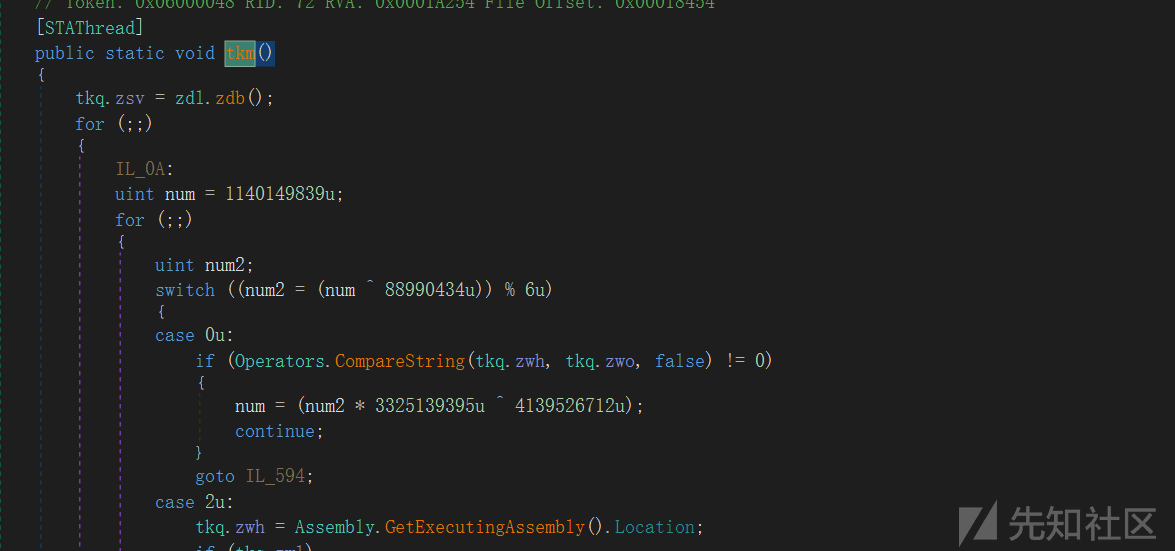 // Token: 0x06000048 RID: 72 RVA: 0x0001A254 File Offset: 0x00018454
[STAThread]
public static void tkm()
{
tkq.zsv = zdl.zdb();
for (;;)
{
IL_0A:
uint num = 1140149839u;
for (;;)
{
uint num2;
switch ((num2 = (num ^ 88990434u)) % 6u)
{
case 0u:
if (Operators.CompareString(tkq.zwh, tkq.zwo, false) != 0)
{
num = (num2 * 3325139395u ^ 4139526712u);
continue;
}
goto IL_594;
case 2u:
tkq.zwh = Assembly.GetExecutingAssembly().Location;
先知社区